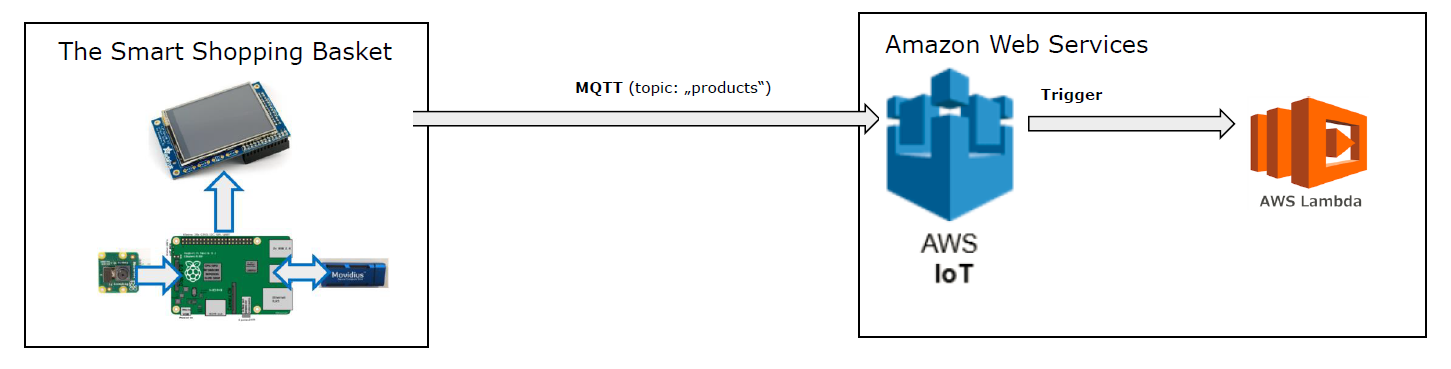 The Smart Shopping Basket
Movidius
MQTT (topic: „products“)
Amazon Web Services
Trigger
AWS
IoT
AWS Lambda